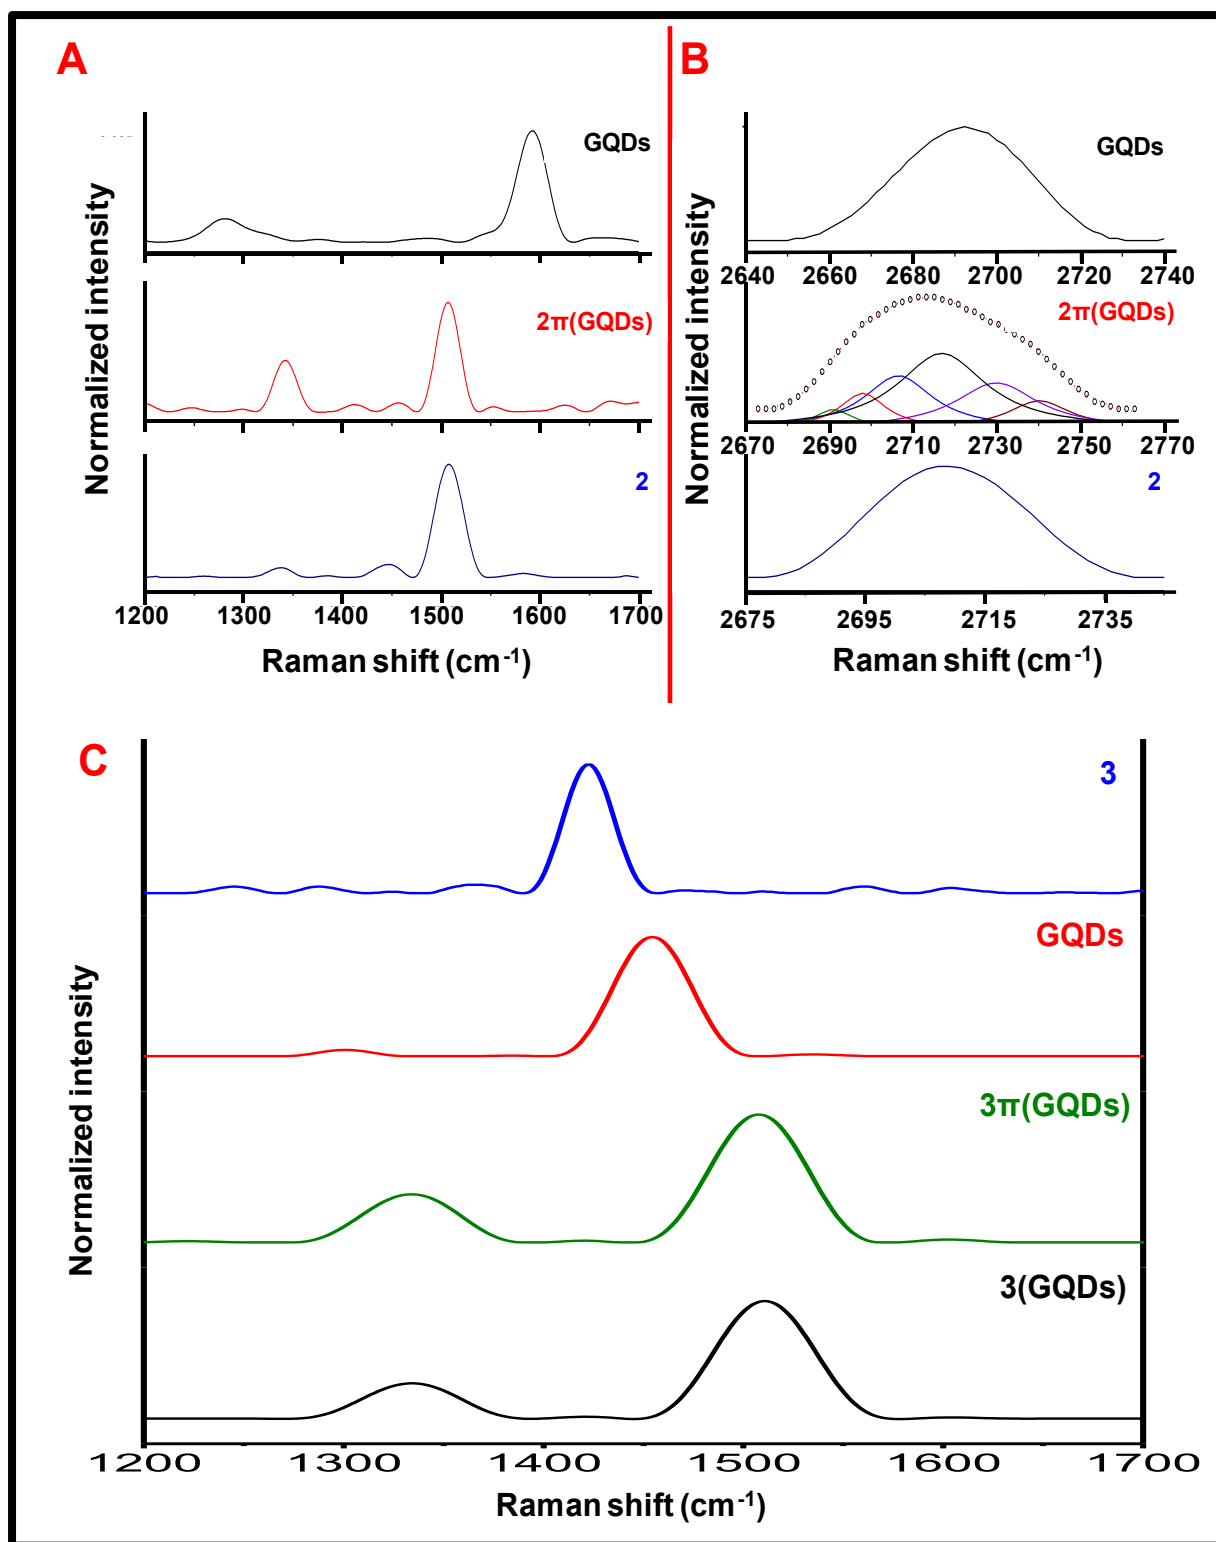 A
B
GQDs
2π(GQDs)
2
Normalized intensity
1200 1300 1400 1500 1600 1700
Raman shift (cm-1)
GQDs
2640 2660 2680 2700 2720 2740
2π(GQDs)
2670 2690 2710 2730 2750 2770
2
Normalized intensity
2675 2695 2715 2735
Raman shift (cm-1)
C
3
GQDs
3π(GQDs)
3(GQDs)
Normalized intensity
1200 1300 1400 1500 1600 1700
Raman shift (cm-1)